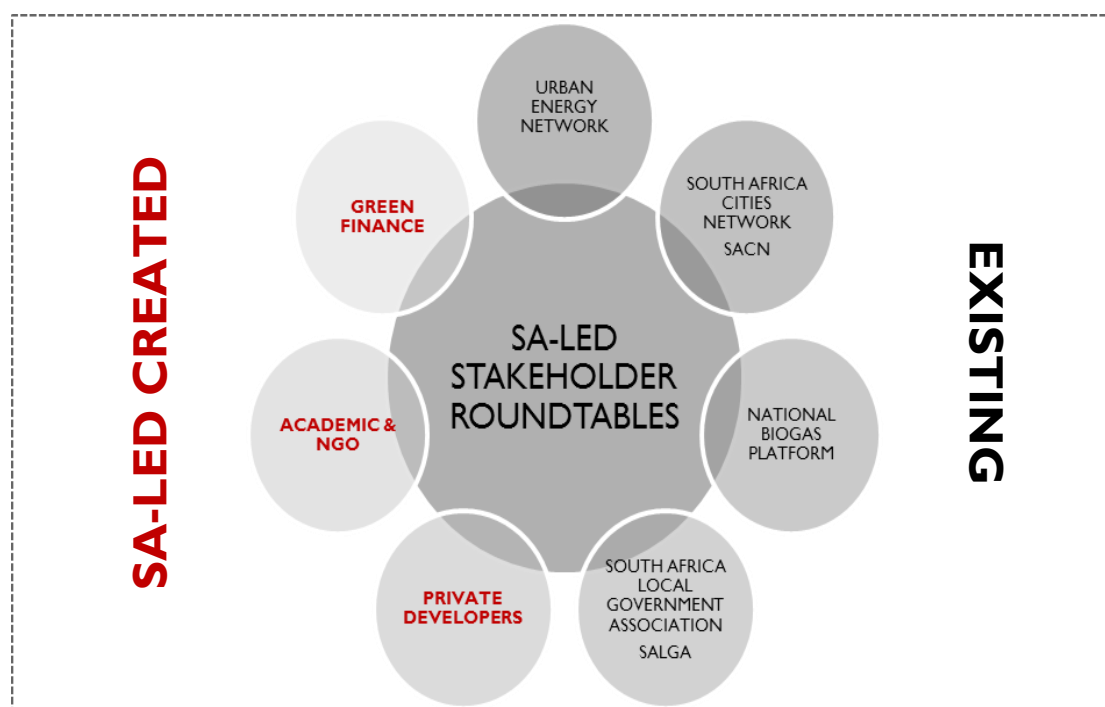 SA-LED CREATED
URBAN
ENERGY
NETWORK
SOUTH AFRICA
CITIES
NETWORK
SACN
NATIONAL
BIOGAS
PLATFORM
SOUTH AFRICA
LOCAL
GOVERNMENT
ASSOCIATION
SALGA
PRIVATE
DEVELOPERS
ACADEMIC &
NGO
GREEN
FINANCE
SA-LED
STAKEHOLDER
ROUNDTABLES
EXISTING